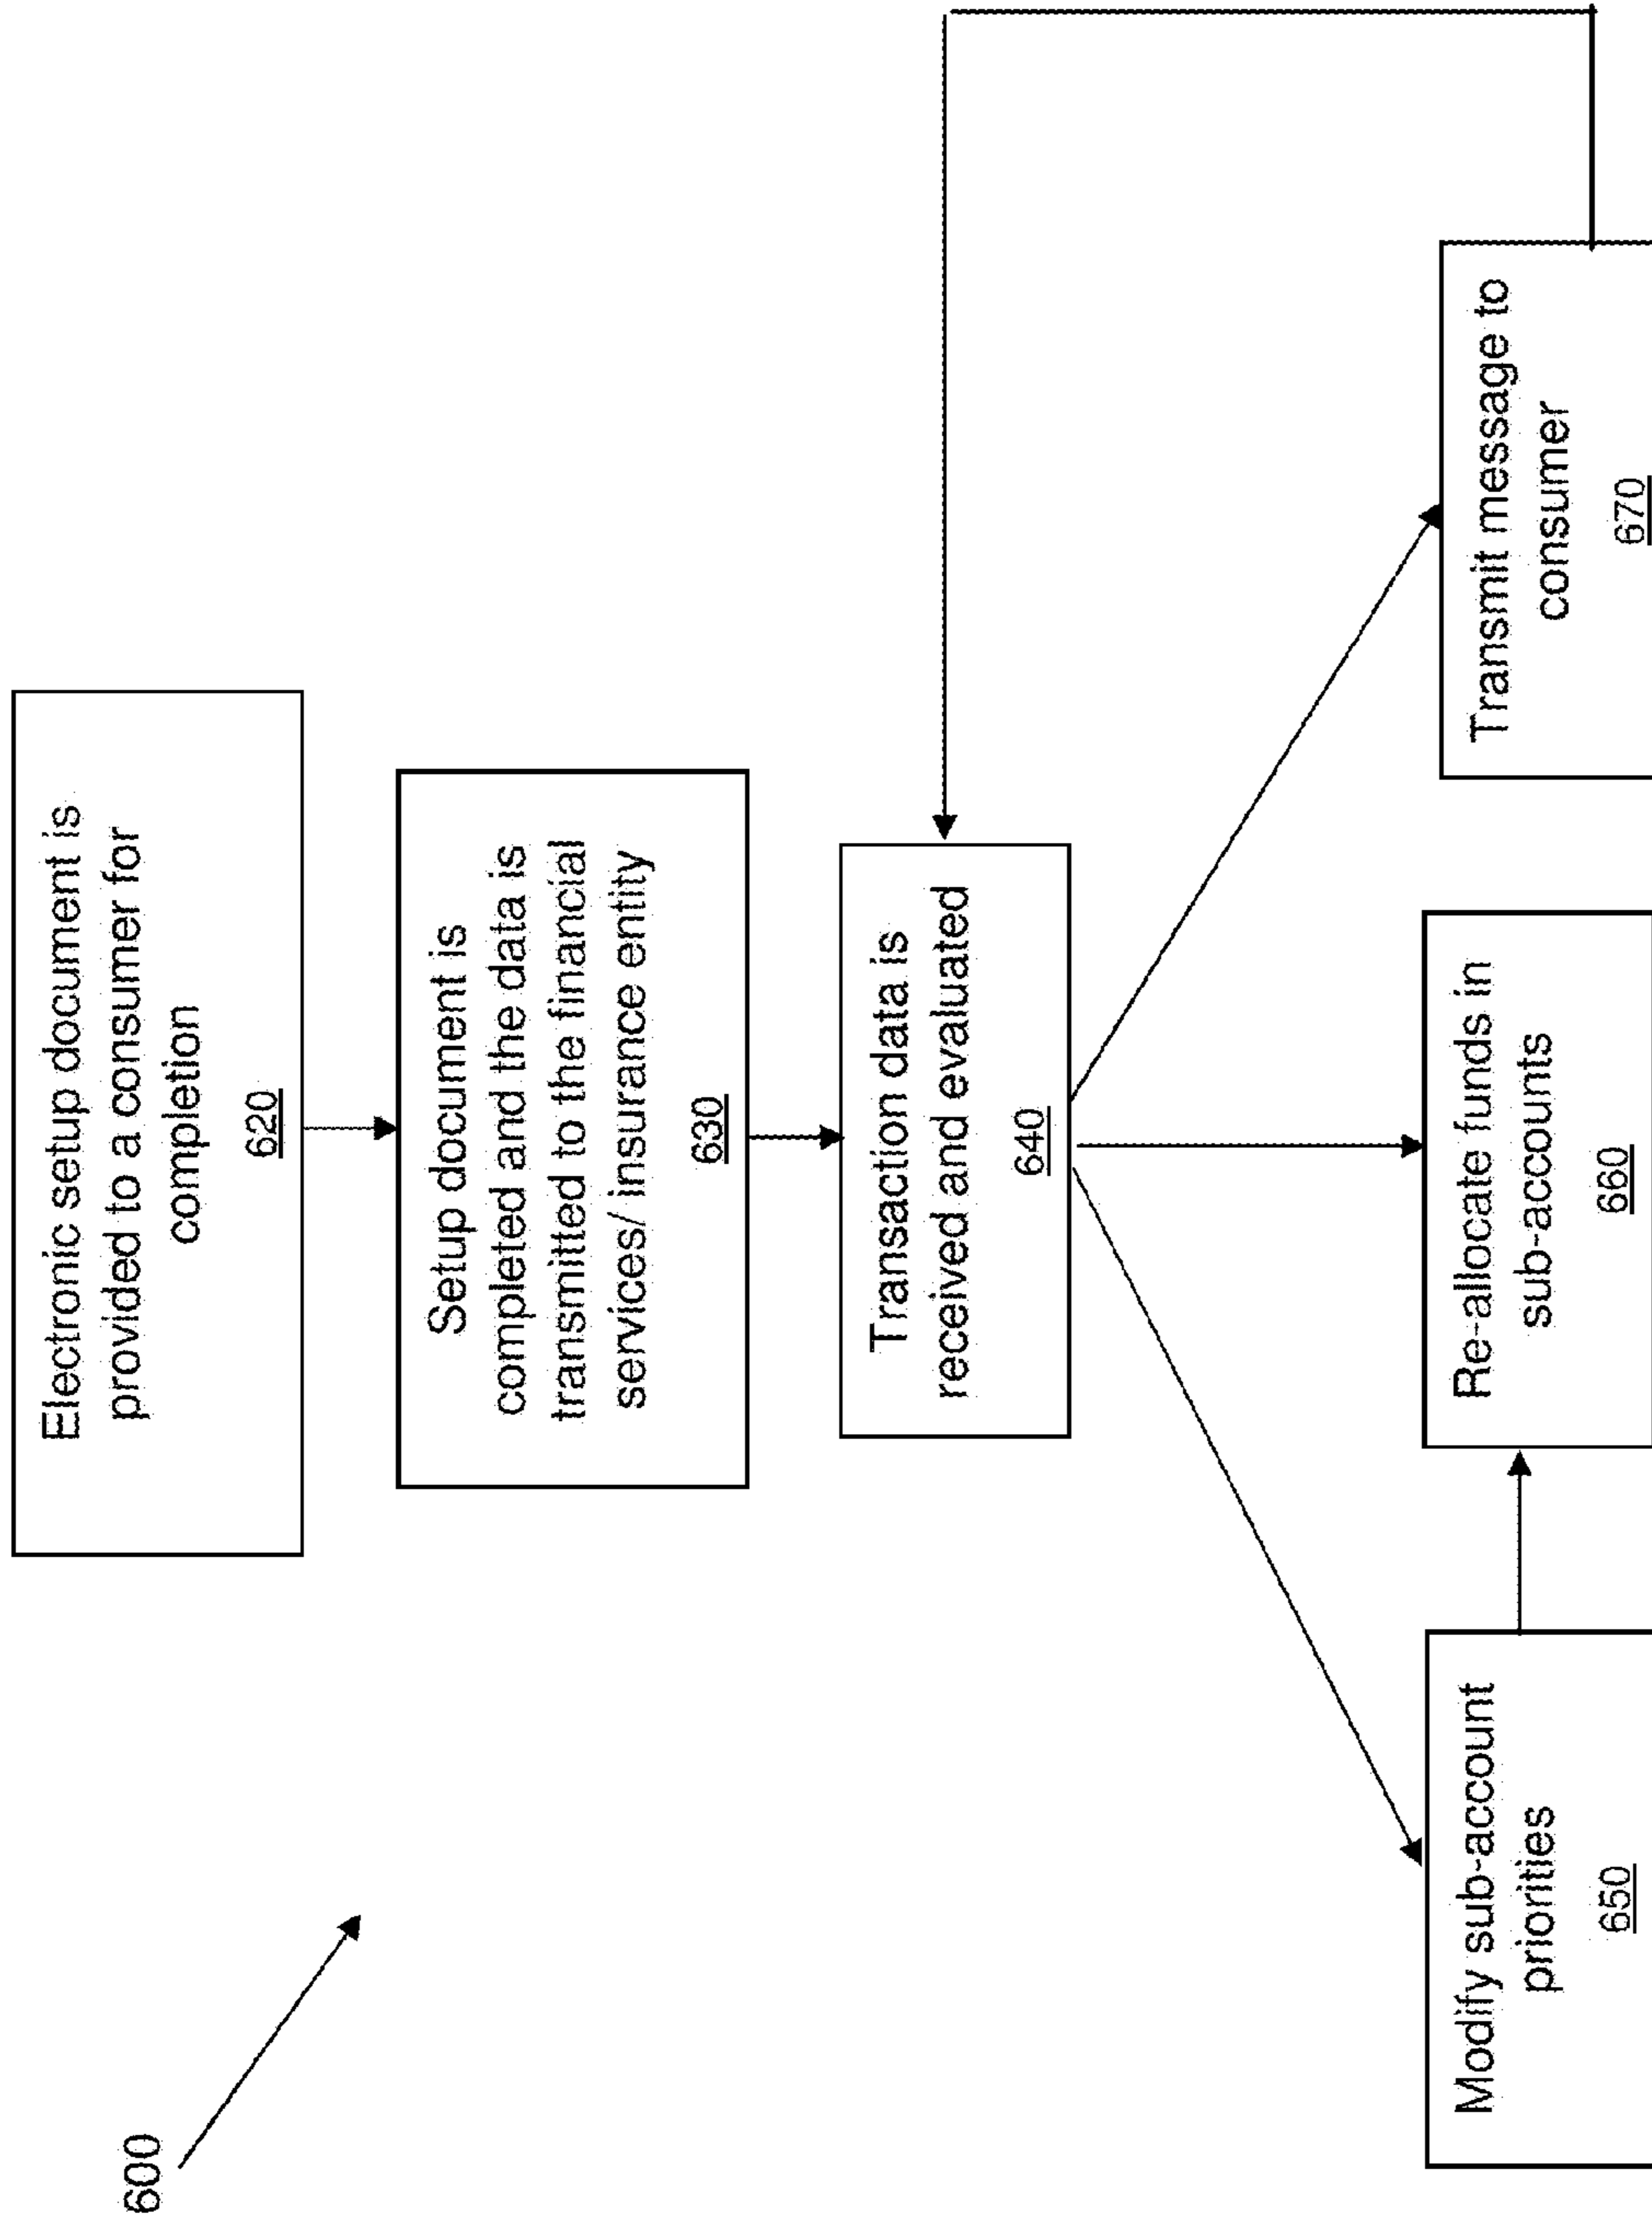 600
Electronic setup document is
provided to a consumer for
completion
620
Setup document is
completed and the data is
transmitted to the financial
services/ insurance entity
630
Transaction data is
received and evaluated
640
Modify sub-account
priorities
650
Re-allocate funds in
sub-accounts
660
Transmit message to
consumer
670